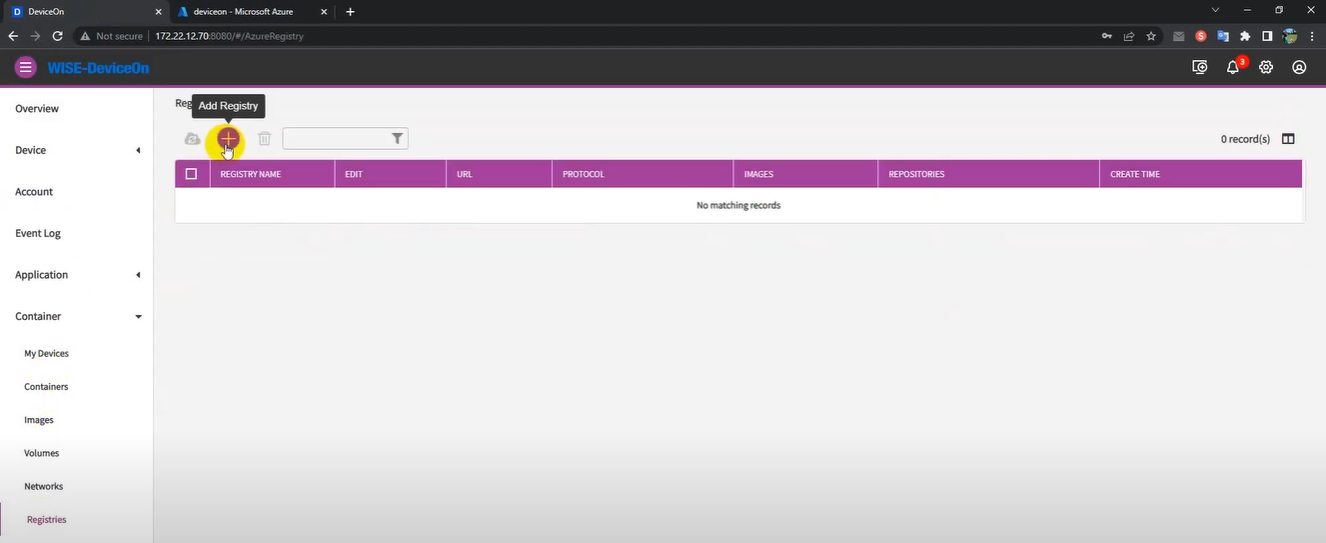 DeviceOn
deviceon - Microsoft Azure
Not secure
172.22.12.70:8080/#/AzureRegistry
WISE-DeviceOn
3
Overview
Device
Account
Event Log
Application
Container
My Devices
Containers
Images
Volumes
Networks
Registries
Reg
Add Registry
0 record(s)
REGISTRY NAME EDIT URL PROTOCOL IMAGES REPOSITORIES CREATE TIME
No matching records